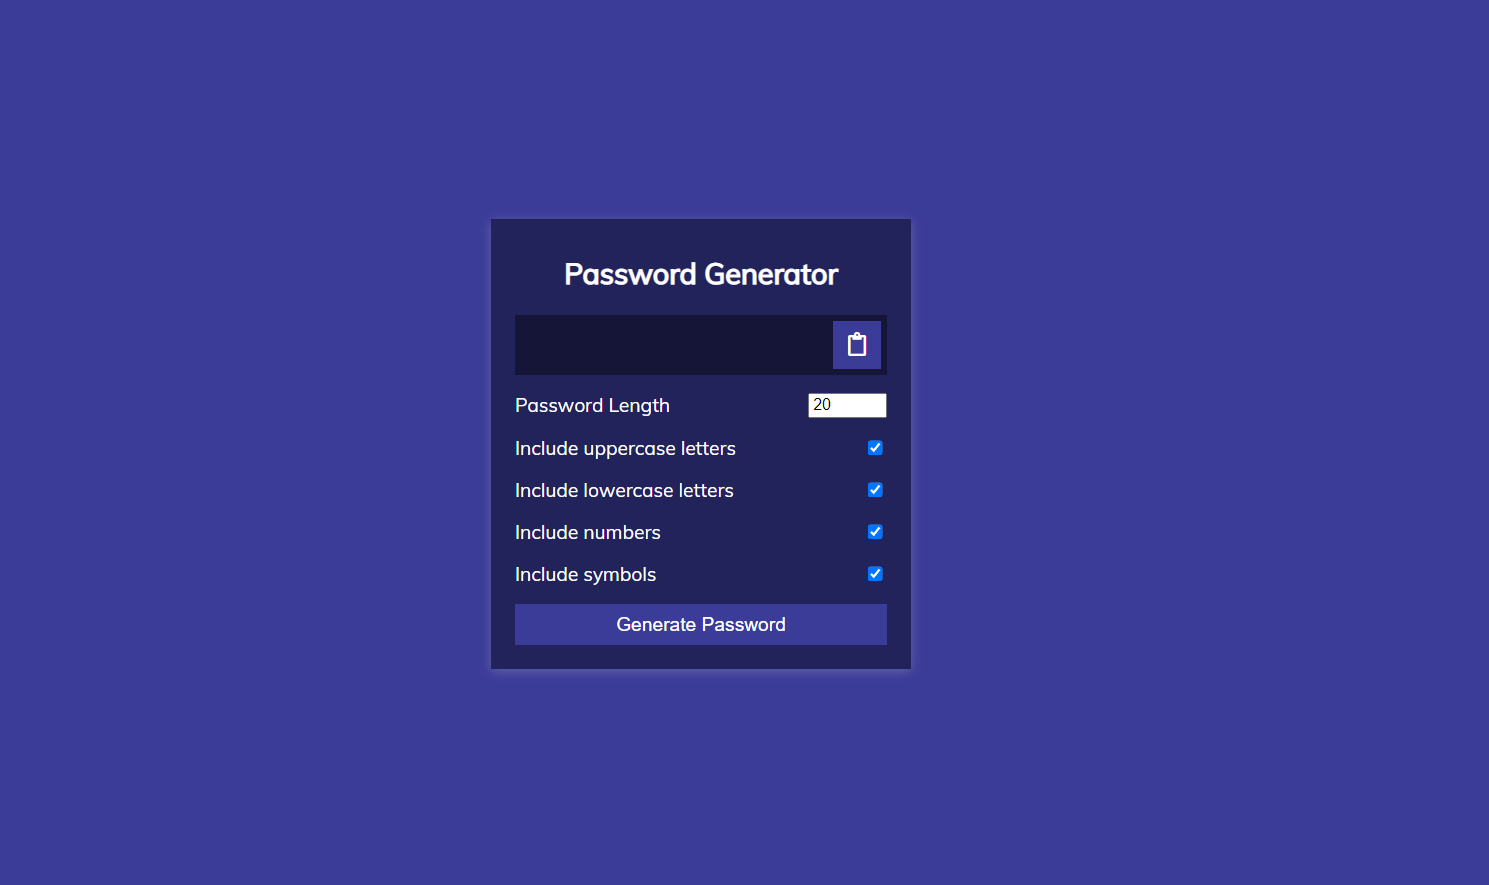 Password Generator
Password Length 20
Include uppercase letters
Include lowercase letters
Include numbers
Include symbols
Generate Password